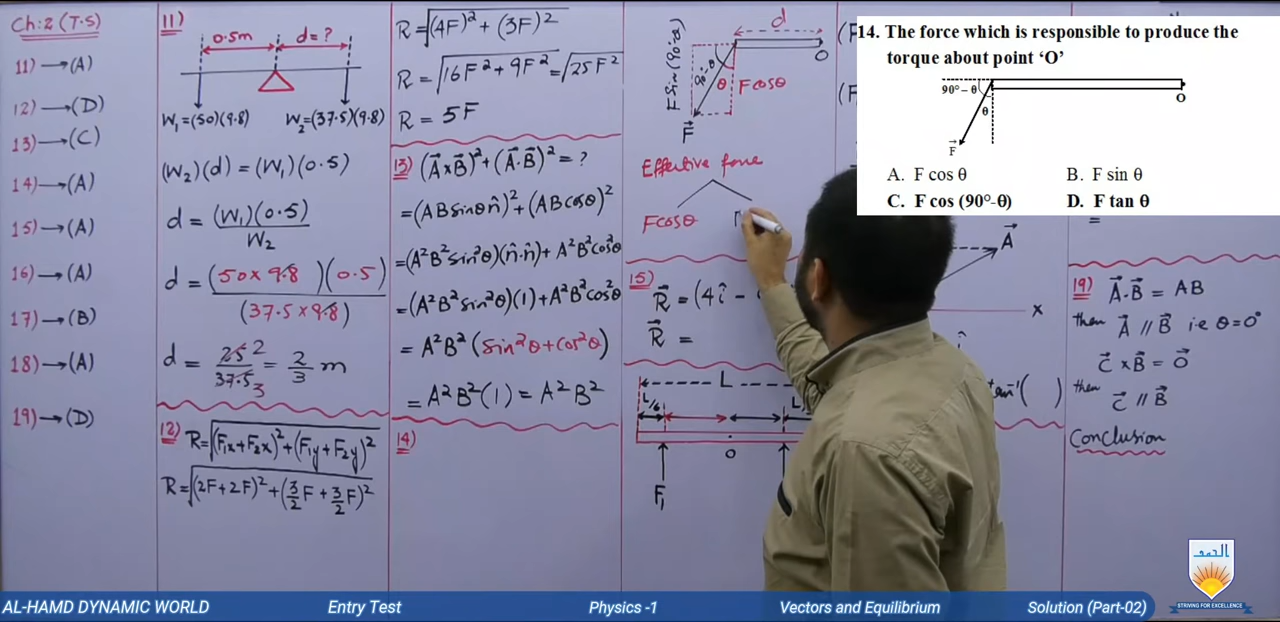 Ch:2 (T.S)
11) → (A)
12) → (D)
13) → (C)
14) → (A)
15) → (A)
16) → (A)
17) → (B)
18) → (A)
19) → (D)
11)
0.5m d = ?
W₁=(50)(9.8) W₂=(37.5)(9.8)
(W₂)(d) = (W₁)(0.5)
d = (W₁)(0.5) / W₂
d = (50 x 9.8)(0.5) / (37.5 x 9.8)
d = 25 2 / 37.5 3 = 2/3 m
12) R = √(F₁x + F₂x)² + (F₁y + F₂y)²
R = √(2F + 2F)² + (3/2 F + 3/2 F)²
R = √(4F)² + (3F)²
R = √16F² + 9F² = √25F²
R = 5F
13) (A⃗ x B⃗)² + (A⃗ . B⃗)² = ?
= (AB sinθ n̂)² + (AB cosθ)²
= (A²B² sin²θ)(n̂.n̂) + A²B² cos²θ
= (A²B² sin²θ)(1) + A²B² cos²θ
= A²B² (sin²θ + cos²θ)
= A²B² (1) = A²B²
14)
d
F Sin(90-θ)
90-θ
θ
F cosθ
O
F⃗
Effective force
Fcosθ
15) R⃗ = (4î -
R⃗ =
L
L/6
O
F₁
A⃗
x
tan⁻¹( )
=
19) A⃗ . B⃗ = AB
then A⃗ // B⃗ i.e θ = 0°
C⃗ x B⃗ = O⃗
then C⃗ // B⃗
Conclusion
14. The force which is responsible to produce the
torque about point ‘O’
90°- θ
θ
F⃗
O
A. F cos θ B. F sin θ
C. F cos (90°-θ) D. F tan θ
الحمد
STRIVING FOR EXCELLENCE
AL-HAMD DYNAMIC WORLD Entry Test Physics -1 Vectors and Equilibrium Solution (Part-02)